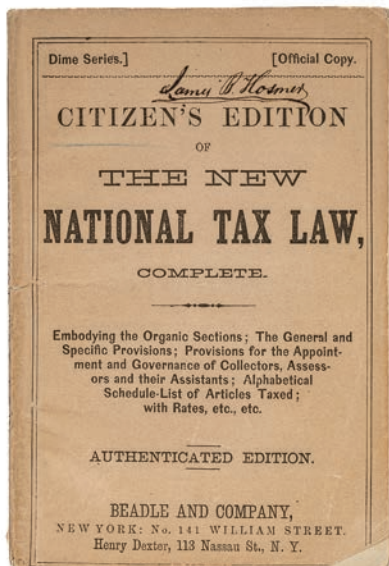 Dime Series.] [Official Copy.
James P. Hosmer
CITIZEN'S EDITION
OF
THE NEW
NATIONAL TAX LAW,
COMPLETE.
Embodying the Organic Sections; The General and
Specific Provisions; Provisions for the Appoint-
ment and Governance of Collectors, Assess-
ors and their Assistants; Alphabetical
Schedule-List of Articles Taxed;
with Rates, etc., etc.
AUTHENTICATED EDITION.
BEADLE AND COMPANY,
NEW YORK: No. 141 WILLIAM STREET.
Henry Dexter, 113 Nassau St., N. Y.